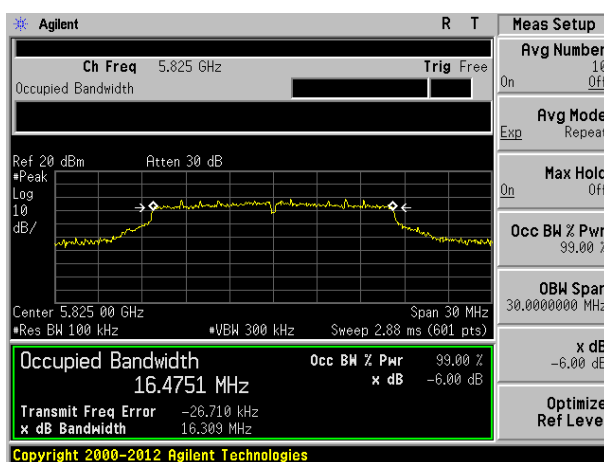 Agilent R T
Ch Freq 5.825 GHz Trig Free
Occupied Bandwidth
Ref 20 dBm Atten 30 dB
#Peak
Log
10
dB/
Center 5.825 00 GHz Span 30 MHz
#Res BW 100 kHz #VBW 300 kHz Sweep 2.88 ms (601 pts)
Occupied Bandwidth Occ BW % Pwr 99.00 %
16.4751 MHz x dB -6.00 dB
Transmit Freq Error -26.710 kHz
x dB Bandwidth 16.309 MHz
Copyright 2000-2012 Agilent Technologies
Meas Setup
Avg Number
10
On Off
Avg Mode
Exp Repeat
Max Hold
On Off
Occ BW % Pwr
99.00 %
OBW Span
30.0000000 MHz
x dB
-6.00 dB
Optimize
Ref Level